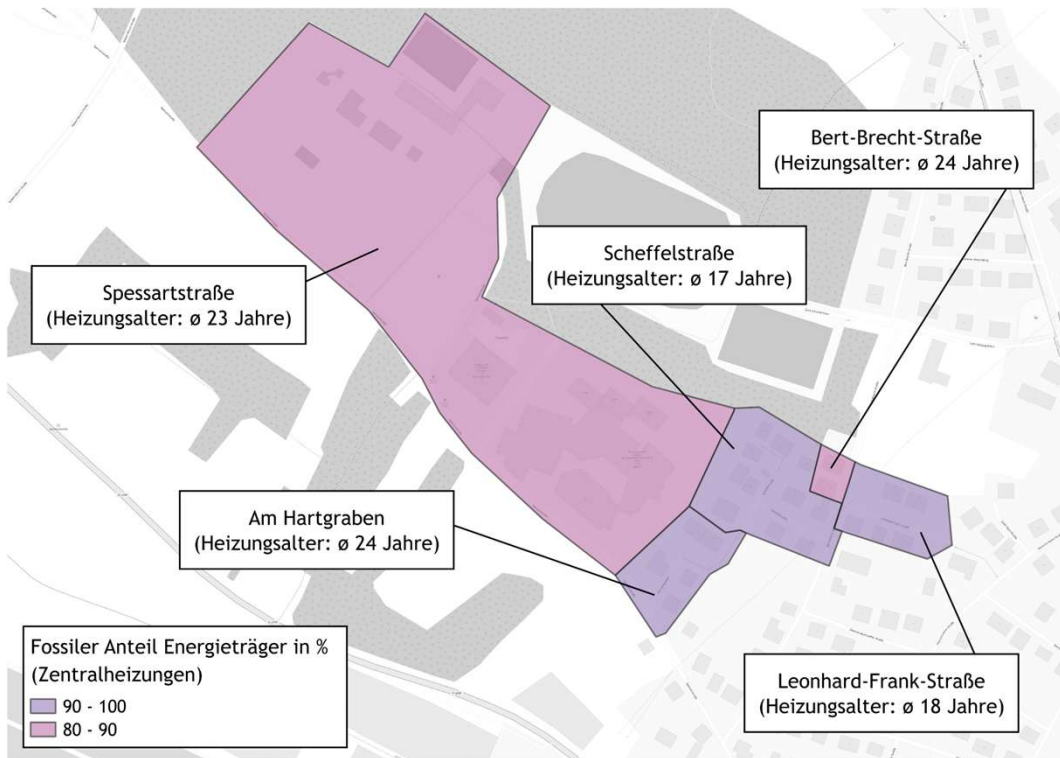 Bert-Brecht-Straße
(Heizungsalter: ø 24 Jahre)
Scheffelstraße
(Heizungsalter: ø 17 Jahre)
Spessartstraße
(Heizungsalter: ø 23 Jahre)
Am Hartgraben
(Heizungsalter: ø 24 Jahre)
Leonhard-Frank-Straße
(Heizungsalter: ø 18 Jahre)
Fossiler Anteil Energieträger in %
(Zentralheizungen)
90 - 100
80 - 90